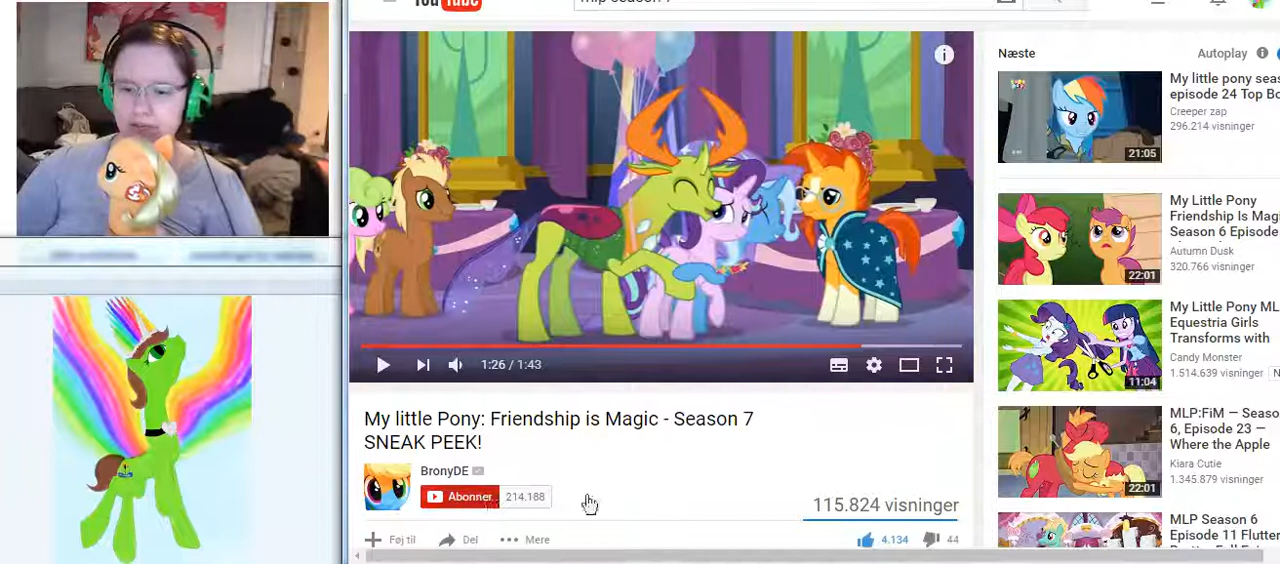 1:26 / 1:43
My little Pony: Friendship is Magic - Season 7
SNEAK PEEK!
BronyDE
Abonner
214.188
115.824 visninger
Føj til
Del
Mere
4.134
44
Næste
Autoplay
My little pony seas
episode 24 Top Bo
Creeper zap
296.214 visninger
21:05
My Little Pony
Friendship Is Magi
Season 6 Episode
Autumn Dusk
320.766 visninger
22:01
My Little Pony ML
Equestria Girls
Transforms with
Candy Monster
1.514.639 visninger
11:04
MLP:FiM — Seaso
6, Episode 23 —
Where the Apple
Kiara Cutie
1.345.879 visninger
22:01
MLP Season 6
Episode 11 Flutter